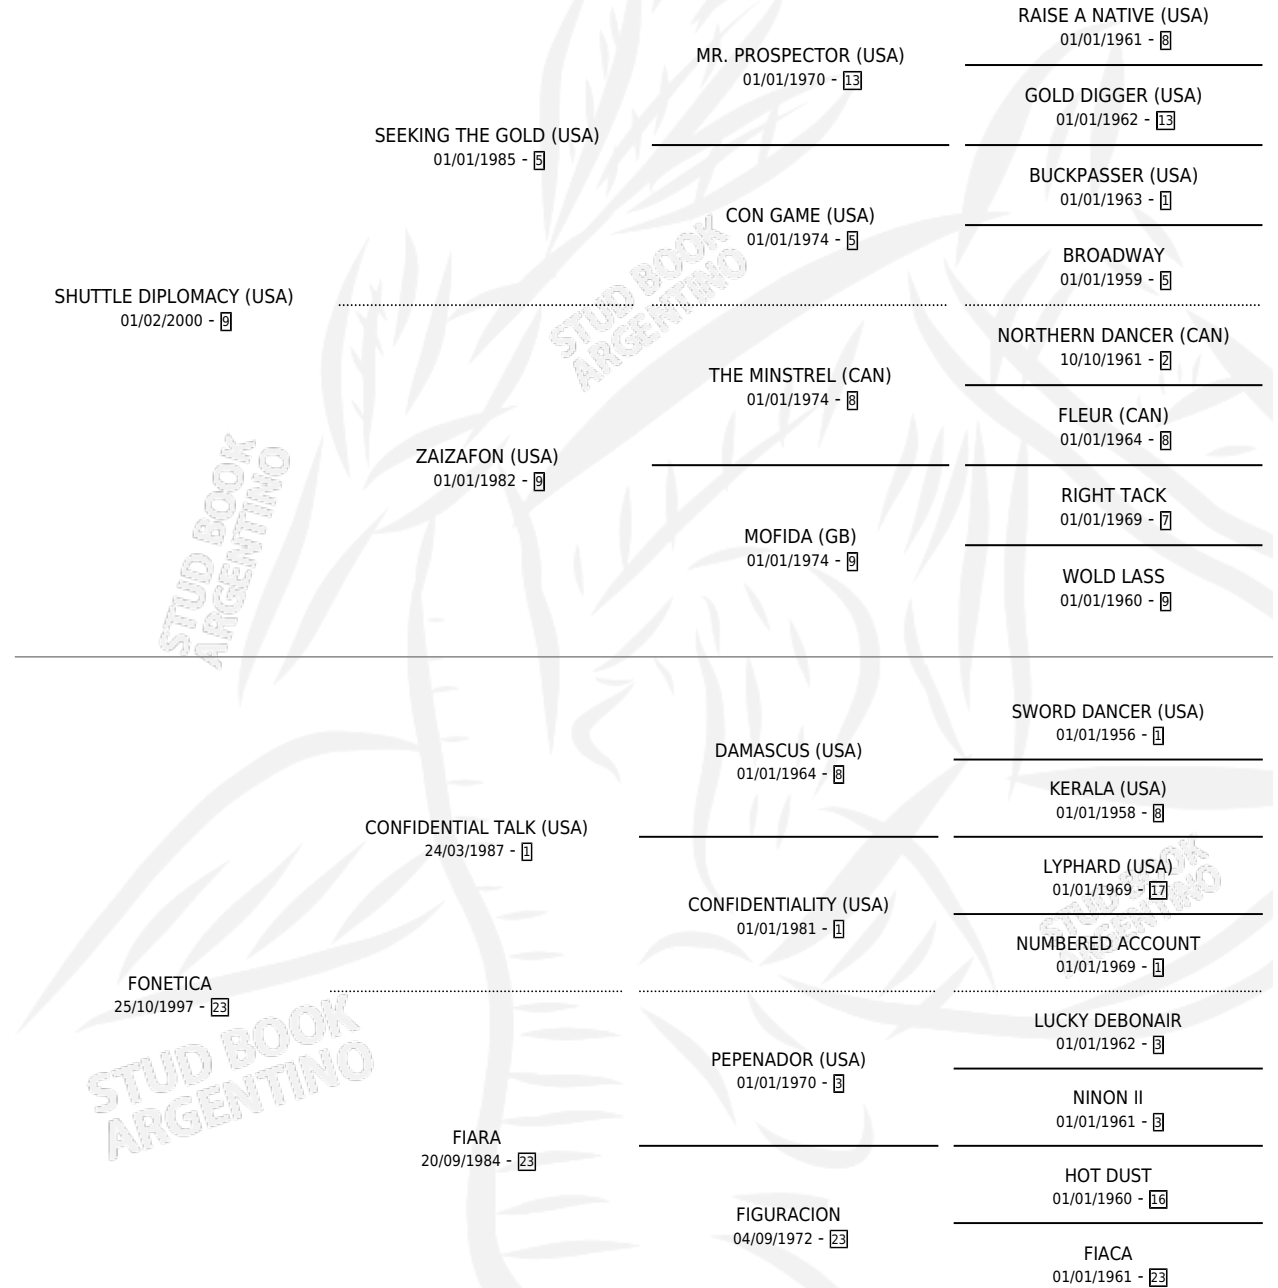 RAISE A NATIVE (USA)
01/01/1961 - 8
MR. PROSPECTOR (USA)
01/01/1970 - 13
GOLD DIGGER (USA)
01/01/1962 - 13
SEEKING THE GOLD (USA)
01/01/1985 - 5
BUCKPASSER (USA)
01/01/1963 - 1
CON GAME (USA)
01/01/1974 - 5
BROADWAY
01/01/1959 - 5
SHUTTLE DIPLOMACY (USA)
01/02/2000 - 9
NORTHERN DANCER (CAN)
10/10/1961 - 2
THE MINSTREL (CAN)
01/01/1974 - 8
FLEUR (CAN)
01/01/1964 - 8
ZAIZAFON (USA)
01/01/1982 - 9
RIGHT TACK
01/01/1969 - 7
MOFIDA (GB)
01/01/1974 - 9
WOLD LASS
01/01/1960 - 9
SWORD DANCER (USA)
01/01/1956 - 1
DAMASCUS (USA)
01/01/1964 - 8
KERALA (USA)
01/01/1958 - 8
CONFIDENTIAL TALK (USA)
24/03/1987 - 1
LYPHARD (USA)
01/01/1969 - 17
CONFIDENTIALITY (USA)
01/01/1981 - 1
NUMBERED ACCOUNT
01/01/1969 - 1
FONETICA
25/10/1997 - 23
LUCKY DEBONAIR
01/01/1962 - 3
PEPENADOR (USA)
01/01/1970 - 3
NINON II
01/01/1961 - 3
FIARA
20/09/1984 - 23
HOT DUST
01/01/1960 - 16
FIGURACION
04/09/1972 - 23
FIACA
01/01/1961 - 23
STUD BOOK
ARGENTINO
STUD BOOK
ARGENTINO
STUD BOOK
ARGENTINO
STUD BOOK
ARGENTINO